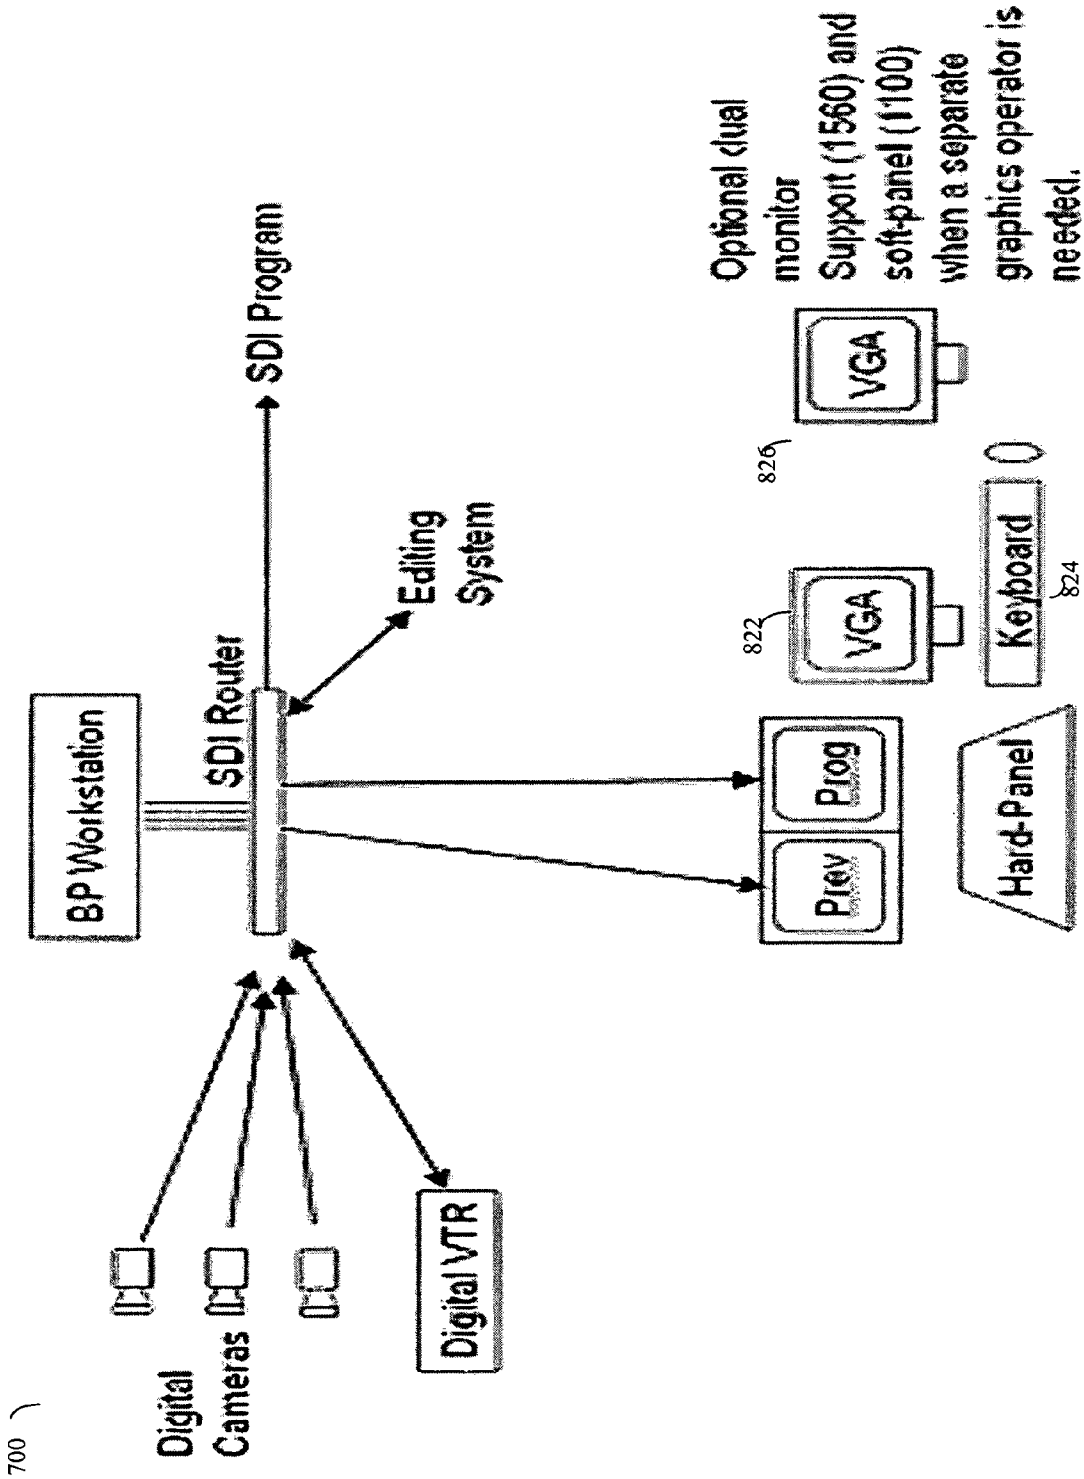 700
BP Workstation
SDI Router
SDI Program
Digital
Cameras
Editing
System
Digital VTR
Prev
Prog
822
VGA
826
VGA
Optional dual
monitor
Support (1560) and
soft-panel (1100)
when a separate
graphics operator is
needed.
Hard-Panel
Keyboard
824